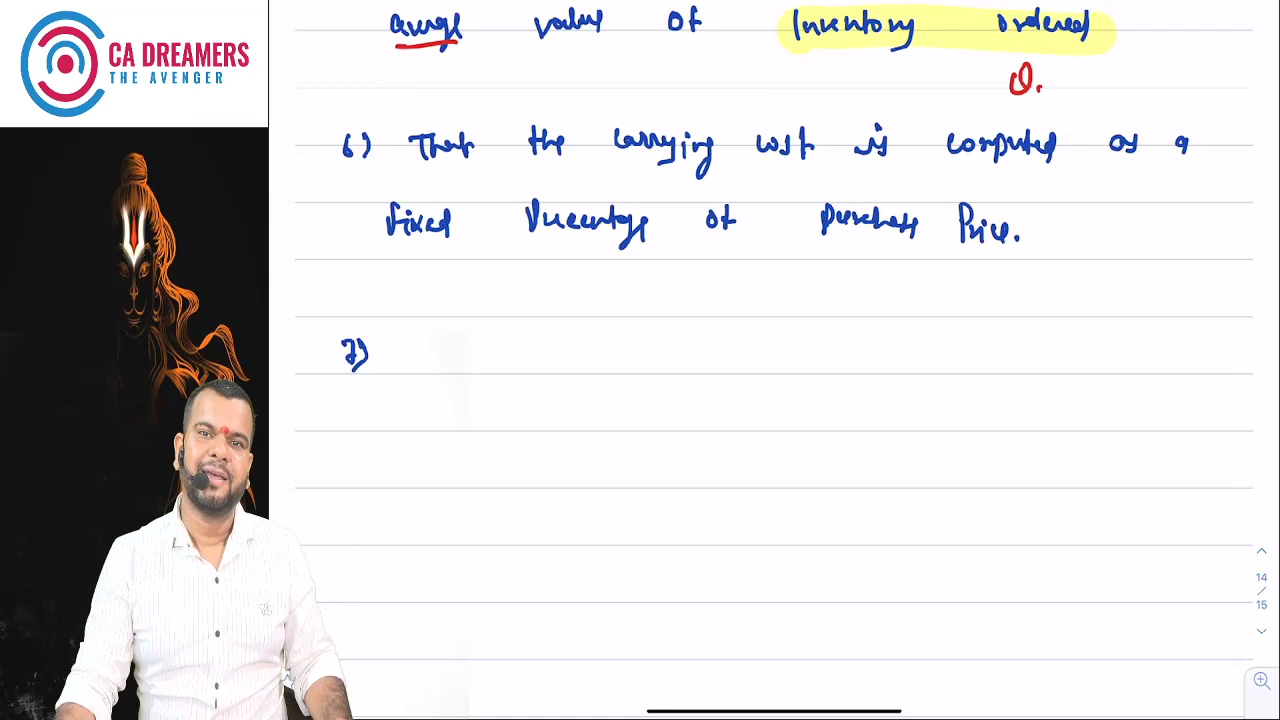 CA DREAMERS
THE AVENGER
average value of Inventory ordered
Q.
6) That the carrying cost is computed as a
fixed Percentage of purchase Price.
7)
14
/
15